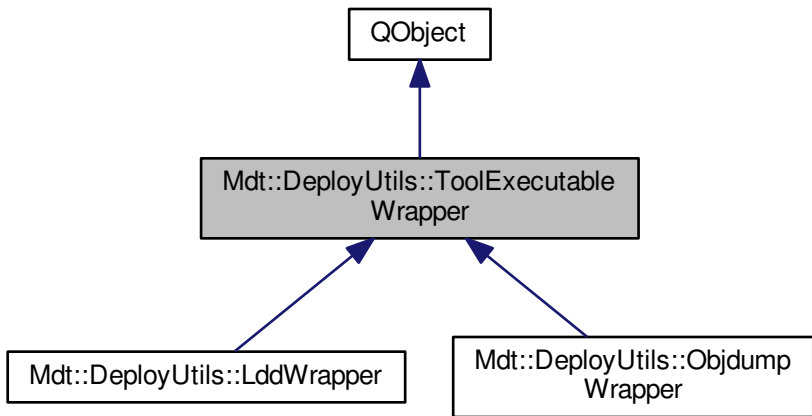 QObject
Mdt::DeployUtils::ToolExecutable
Wrapper
Mdt::DeployUtils::LddWrapper
Mdt::DeployUtils::Objdump
Wrapper